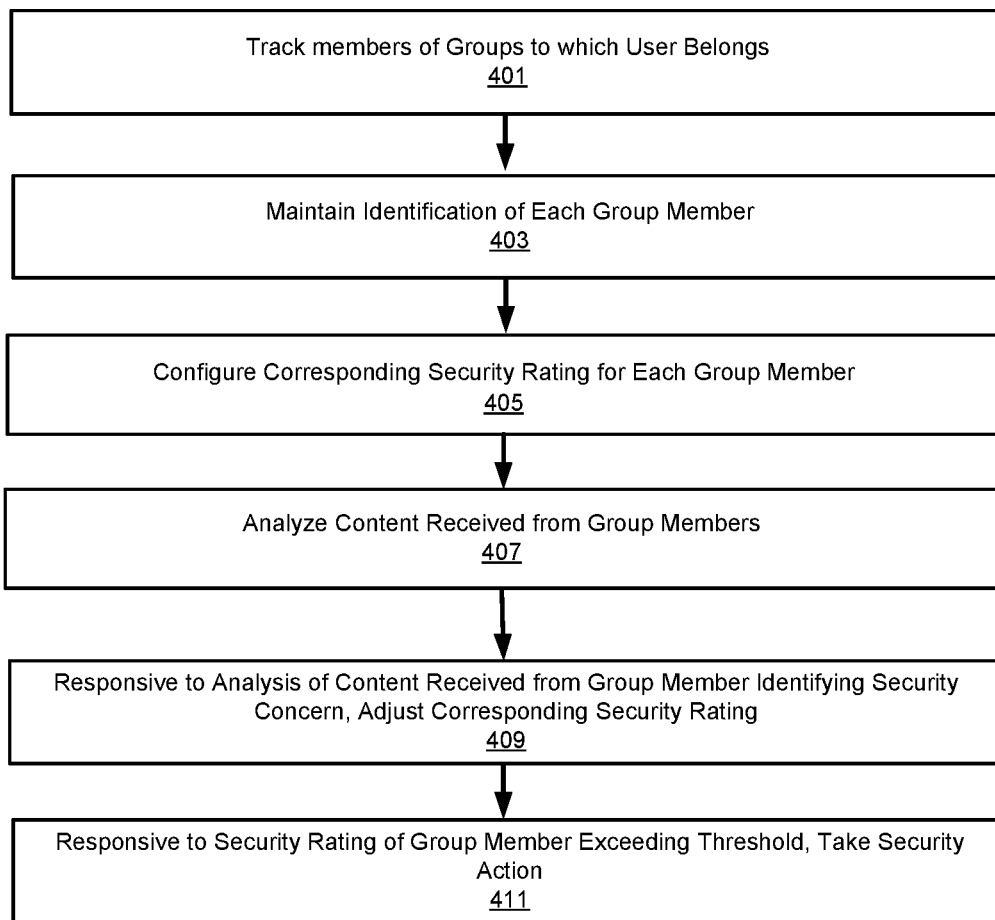 Track members of Groups to which User Belongs
401
Maintain Identification of Each Group Member
403
Configure Corresponding Security Rating for Each Group Member
405
Analyze Content Received from Group Members
407
Responsive to Analysis of Content Received from Group Member Identifying Security
Concern, Adjust Corresponding Security Rating
409
Responsive to Security Rating of Group Member Exceeding Threshold, Take Security
Action
411